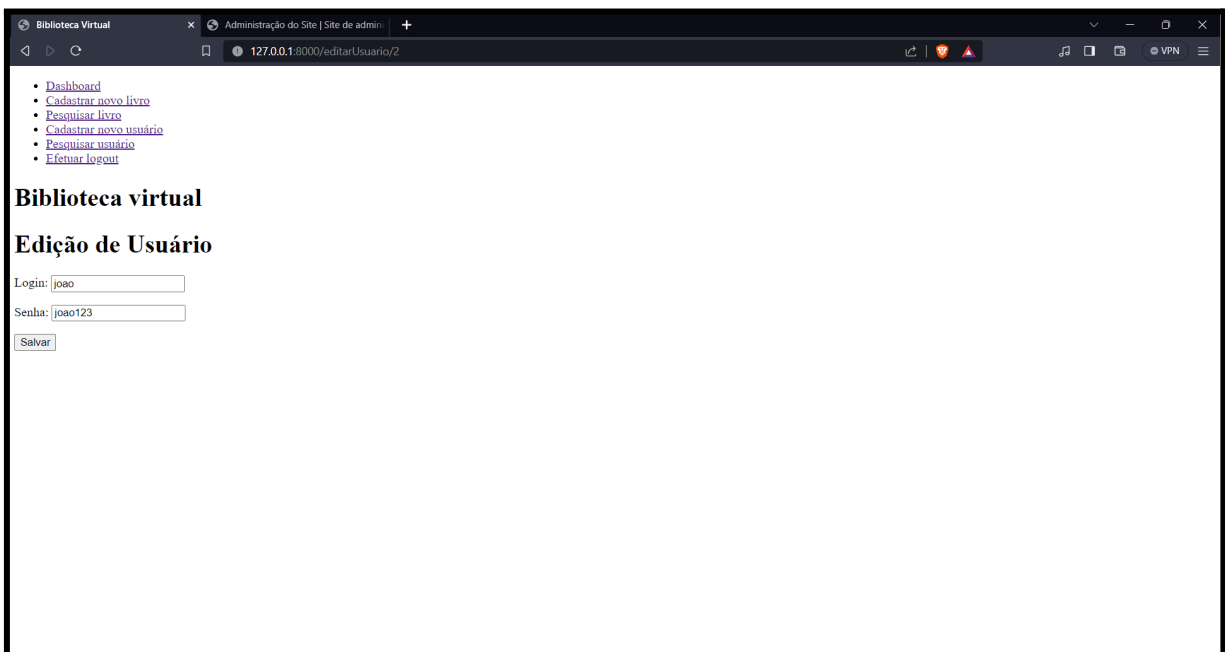 Biblioteca Virtual
Administração do Site | Site de admini
127.0.0.1:8000/editarUsuario/2
VPN
Dashboard
Cadastrar novo livro
Pesquisar livro
Cadastrar novo usuário
Pesquisar usuário
Efetuar logout
Biblioteca virtual
Edição de Usuário
Login: joao
Senha: joao123
Salvar